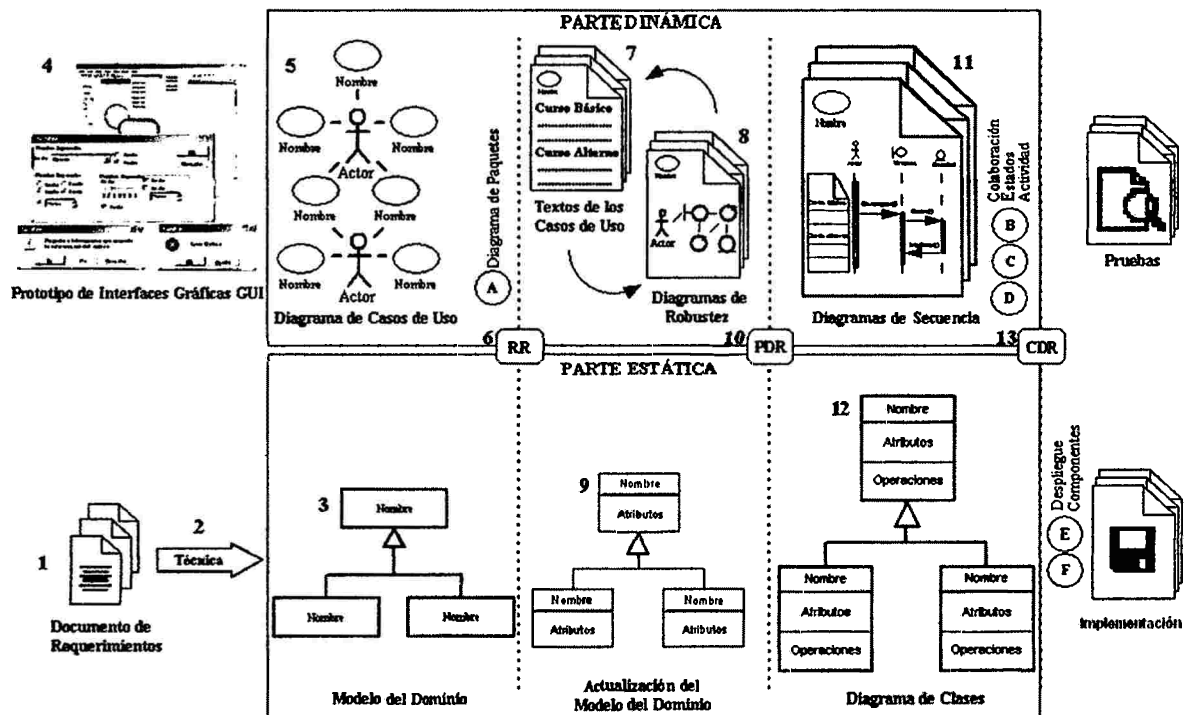 PARTE DINÁMICA
4
Prototipo de Interfaces Gráficas GUI
5
Nombre
Nombre
Nombre
Actor
Nombre
Nombre
Nombre
Nombre
Nombre
Nombre
Actor
Nombre
Diagrama de Casos de Uso
A
Diagrama de Paquetes
6
RR
7
Nombre
Curso Básico
Curso Alterno
Textos de los
Casos de Uso
8
Nombre
Actor
Diagramas de
Robustez
10
PDR
11
Nombre
Diagramas de Secuencia
Colaboración
Estados
Actividad
B
C
D
13
CDR
Pruebas
PARTE ESTÁTICA
1
Documento de
Requerimientos
2
Técnica
3
Nombre
Nombre
Nombre
Modelo del Dominio
9
Nombre
Atributos
Nombre
Atributos
Nombre
Atributos
Actualización del
Modelo del Dominio
12
Nombre
Atributos
Operaciones
Nombre
Atributos
Operaciones
Nombre
Atributos
Operaciones
Diagrama de Clases
Despliegue
Componentes
E
F
Implementación